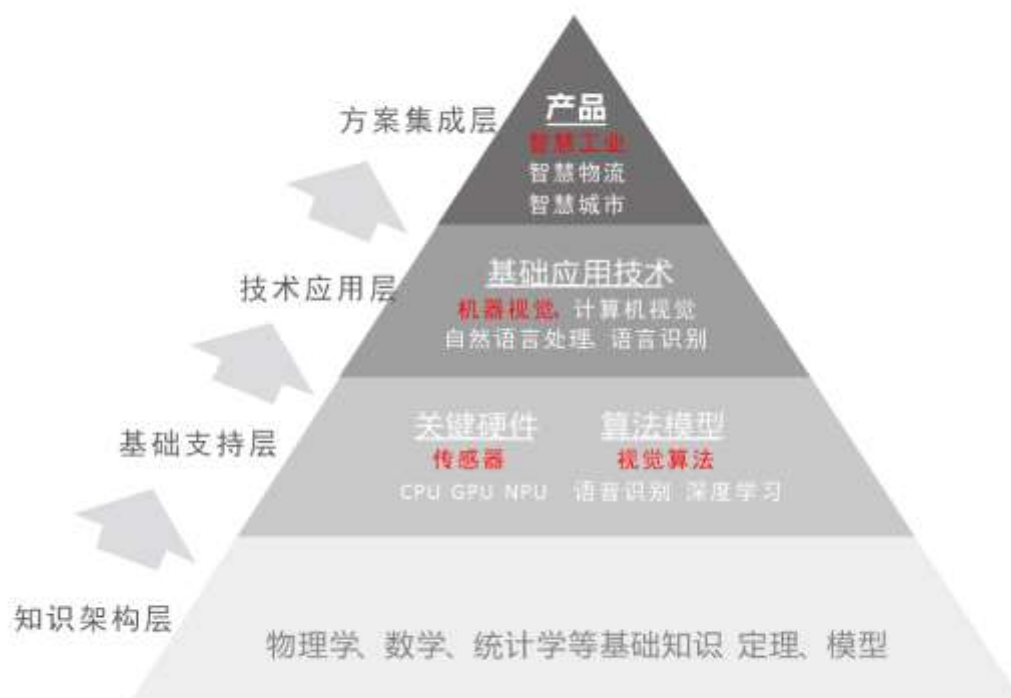 方案集成层
产品
智慧工业
智慧物流
智慧城市
技术应用层
基础应用技术
机器视觉、计算机视觉
自然语言处理、语言识别
基础支持层
关键硬件
传感器
CPU GPU NPU
算法模型
视觉算法
语音识别 深度学习
知识架构层
物理学、数学、统计学等基础知识 定理、模型